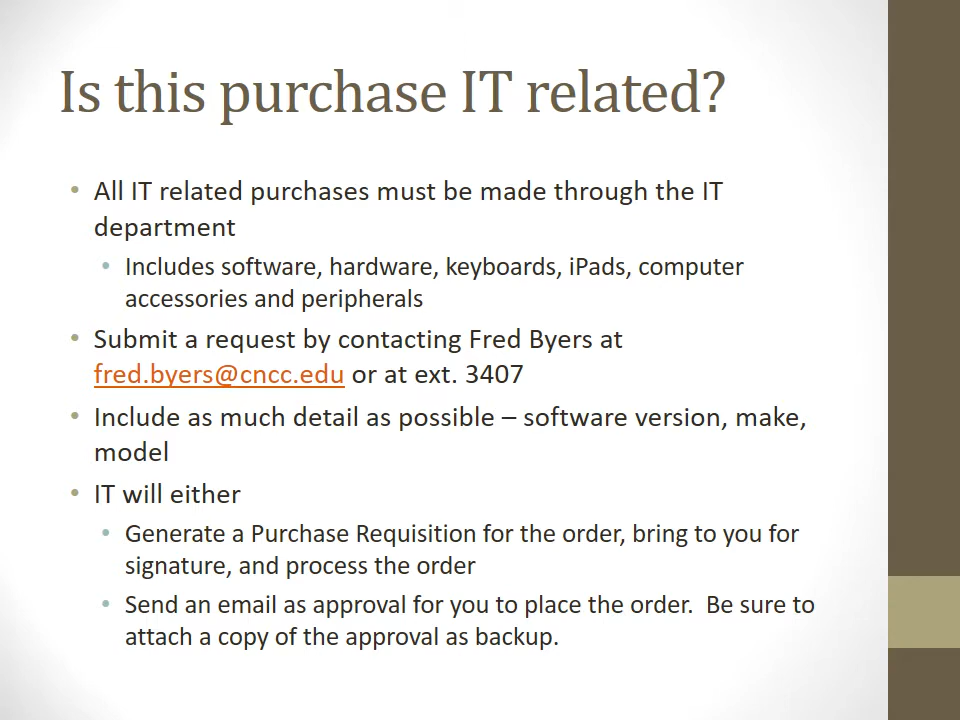 Is this purchase IT related?
• All IT related purchases must be made through the IT
department
• Includes software, hardware, keyboards, iPads, computer
accessories and peripherals
• Submit a request by contacting Fred Byers at
fred.byers@cncc.edu or at ext. 3407
• Include as much detail as possible – software version, make,
model
• IT will either
• Generate a Purchase Requisition for the order, bring to you for
signature, and process the order
• Send an email as approval for you to place the order.  Be sure to
attach a copy of the approval as backup.